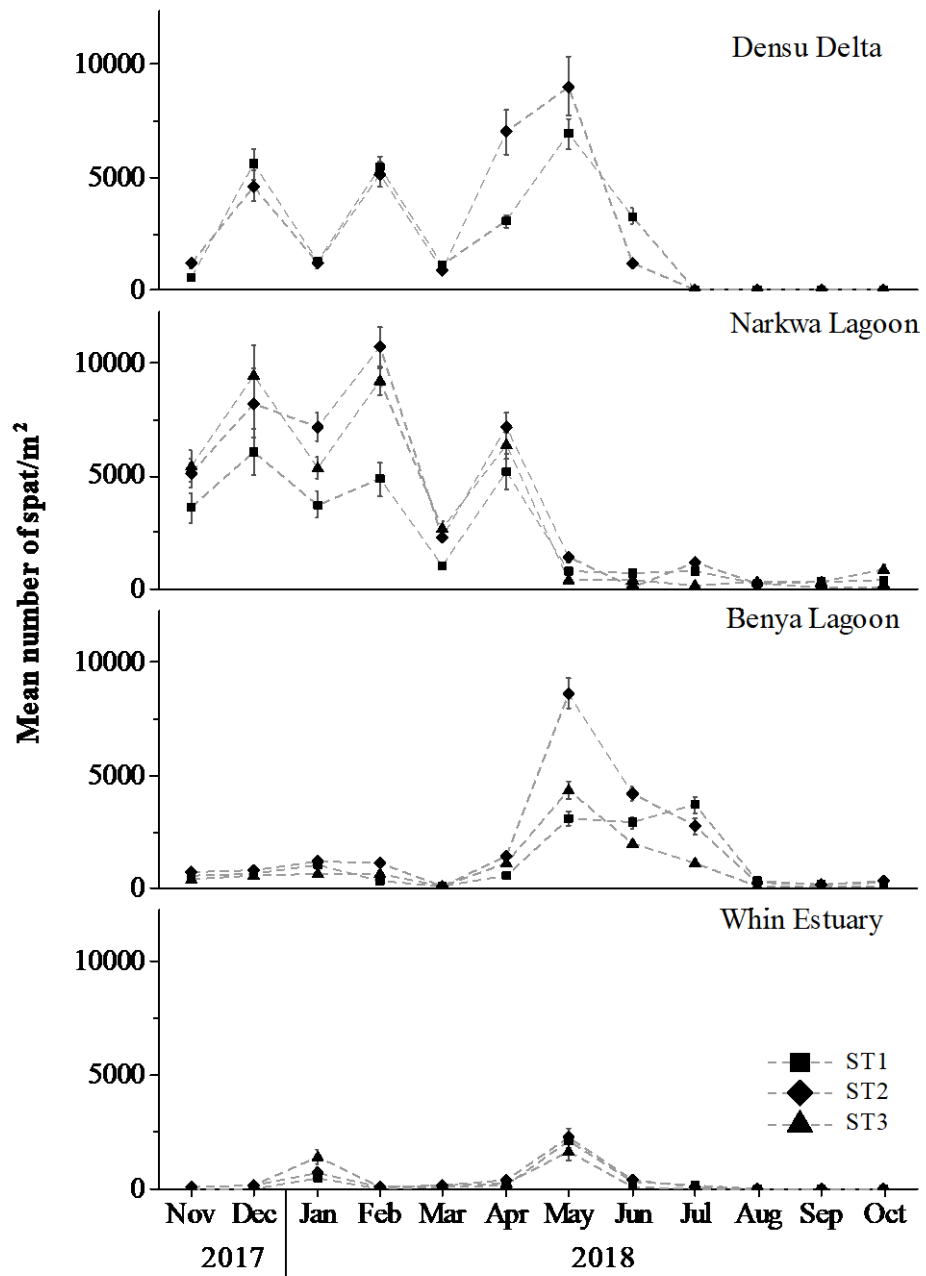 Densu Delta
10000
5000
0
Narkwa Lagoon
10000
5000
0
Benya Lagoon
10000
5000
0
Whin Estuary
10000
5000
0
Mean number of spat/m²
ST1
ST2
ST3
Nov Dec Jan Feb Mar Apr May Jun Jul Aug Sep Oct
2017 2018